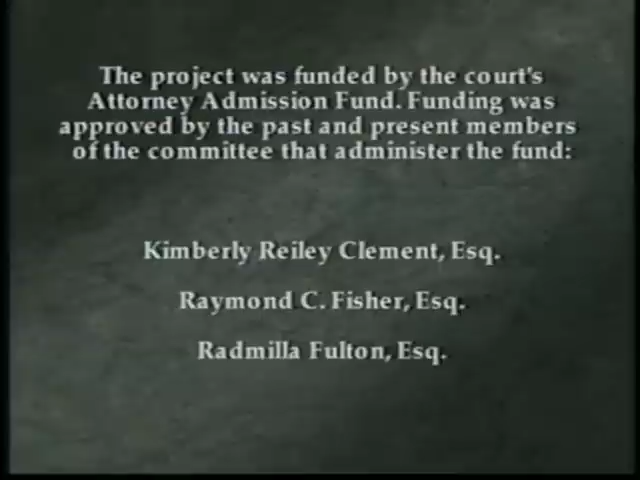 The project was funded by the court's
Attorney Admission Fund. Funding was
approved by the past and present members
of the committee that administer the fund:
Kimberly Reiley Clement, Esq.
Raymond C. Fisher, Esq.
Radmilla Fulton, Esq.